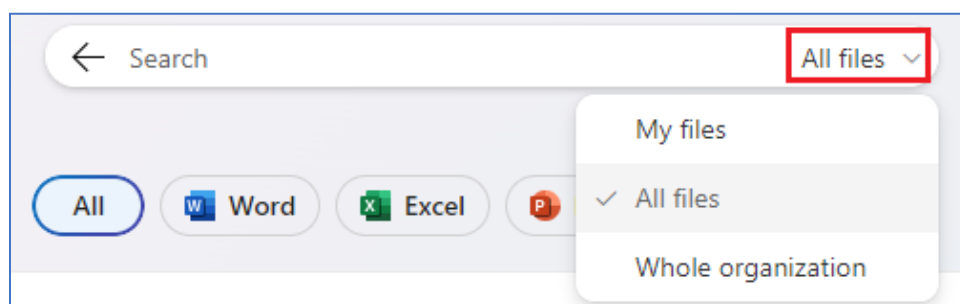 Search
All files
My files
All Word Excel
All files
Whole organization